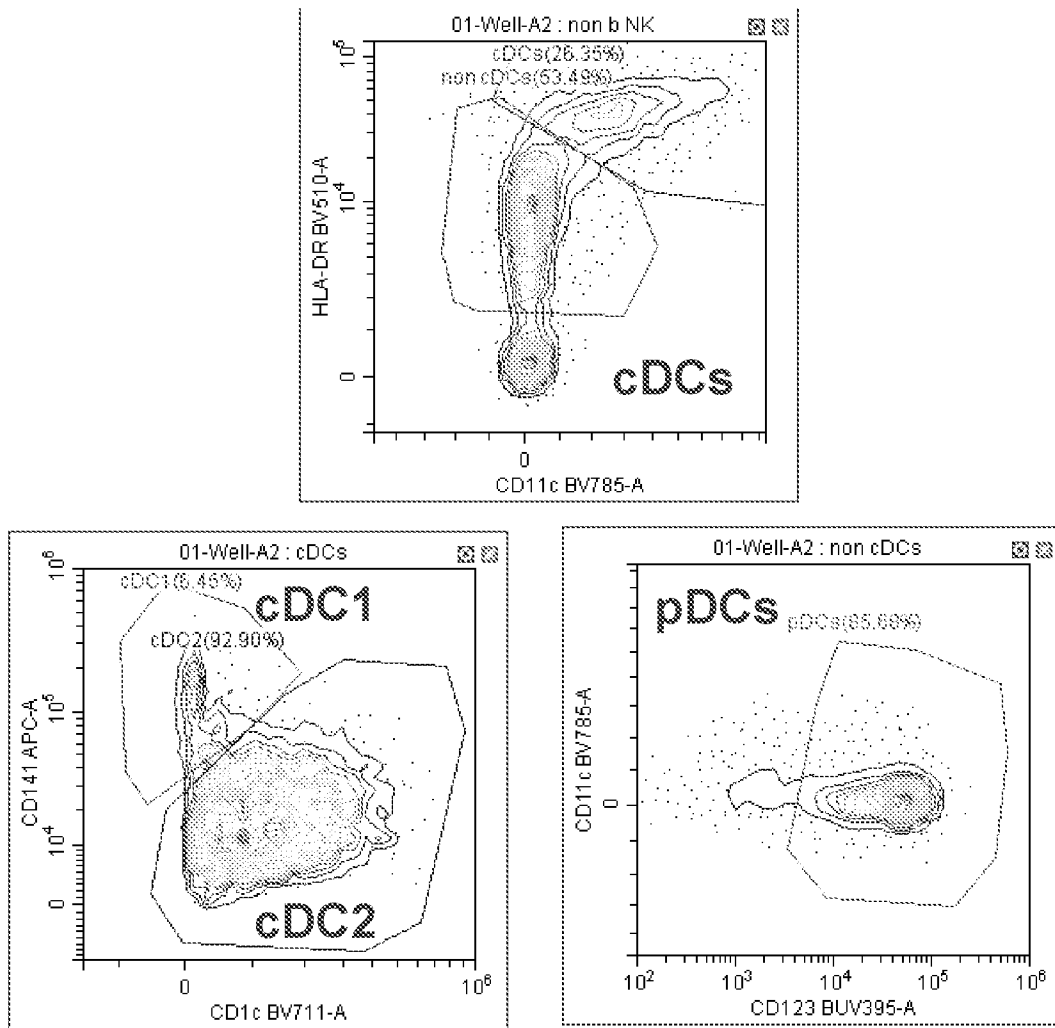 01-Well-A2 : non b NK
cDCs(26.35%)
non cDCs(53.49%)
10^5
10^4
0
HLA-DR BV510-A
cDCs
0
CD11c BV785-A
01-Well-A2 : cDCs
10^6
cDC1(6.45%)
cDC1
cDC2(92.90%)
10^5
CD141 APC-A
10^4
0
cDC2
0
10^6
CD1c BV711-A
01-Well-A2 : non cDCs
pDCs
CD11c BV785-A
0
10^2
10^3
10^4
10^5
10^6
CD123 BUV395-A